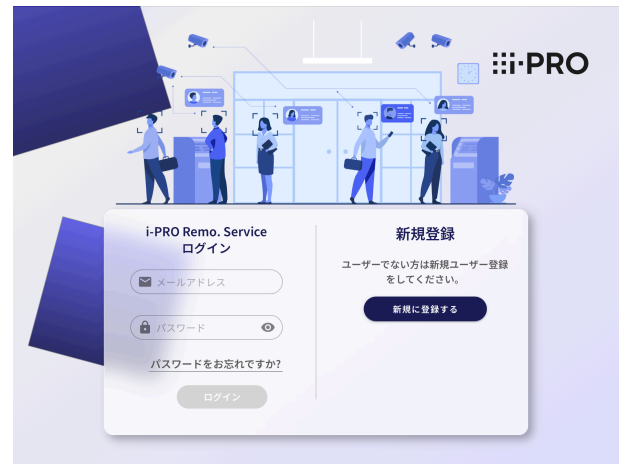 i-PRO
i-PRO Remo. Service
ログイン
メールアドレス
パスワード
パスワードをお忘れですか?
ログイン
新規登録
ユーザーでない方は新規ユーザー登録
をしてください。
新規に登録する